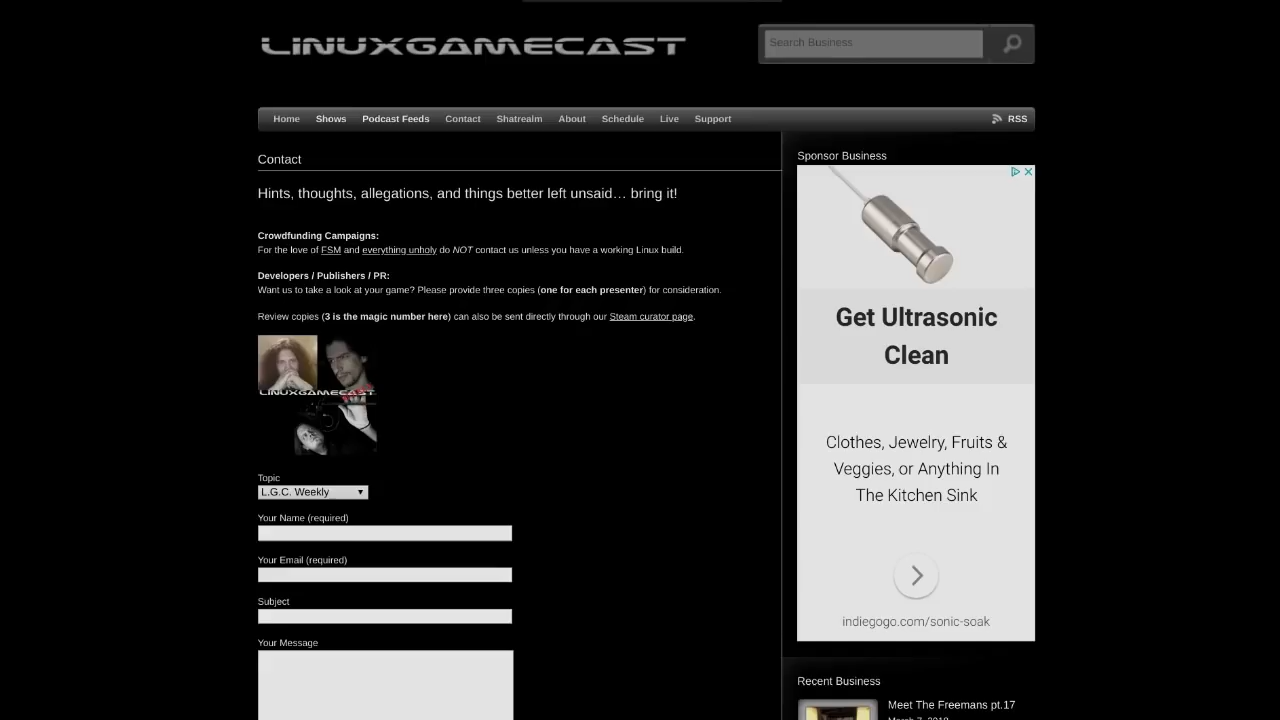 LINUXGAMECAST
Search Business
Home Shows Podcast Feeds Contact Shatrealm About Schedule Live Support RSS
Contact
Hints, thoughts, allegations, and things better left unsaid… bring it!
Crowdfunding Campaigns:
For the love of FSM and everything unholy do NOT contact us unless you have a working Linux build.
Developers / Publishers / PR:
Want us to take a look at your game? Please provide three copies (one for each presenter) for consideration.
Review copies (3 is the magic number here) can also be sent directly through our Steam curator page.
LINUXGAMECAST
Topic
L.G.C. Weekly
Your Name (required)
Your Email (required)
Subject
Your Message
Sponsor Business
Get Ultrasonic
Clean
Clothes, Jewelry, Fruits &
Veggies, or Anything In
The Kitchen Sink
indiegogo.com/sonic-soak
Recent Business
Meet The Freemans pt.17
March 7, 2018